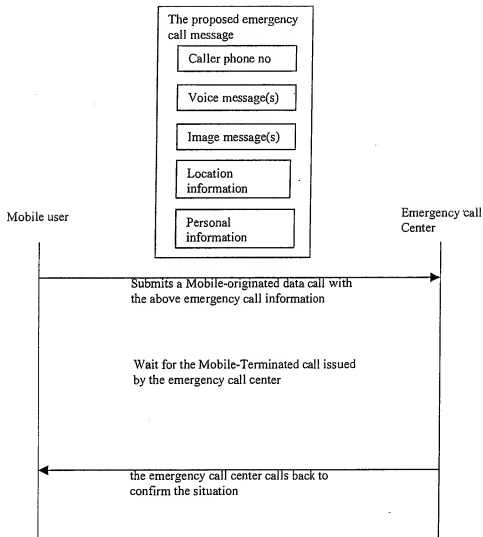 The proposed emergency
call message
Caller phone no
Voice message(s)
Image message(s)
Location
information
Personal
information
Mobile user
Emergency call
Center
Submits a Mobile-originated data call with
the above emergency call information
Wait for the Mobile-Terminated call issued
by the emergency call center
the emergency call center calls back to
confirm the situation